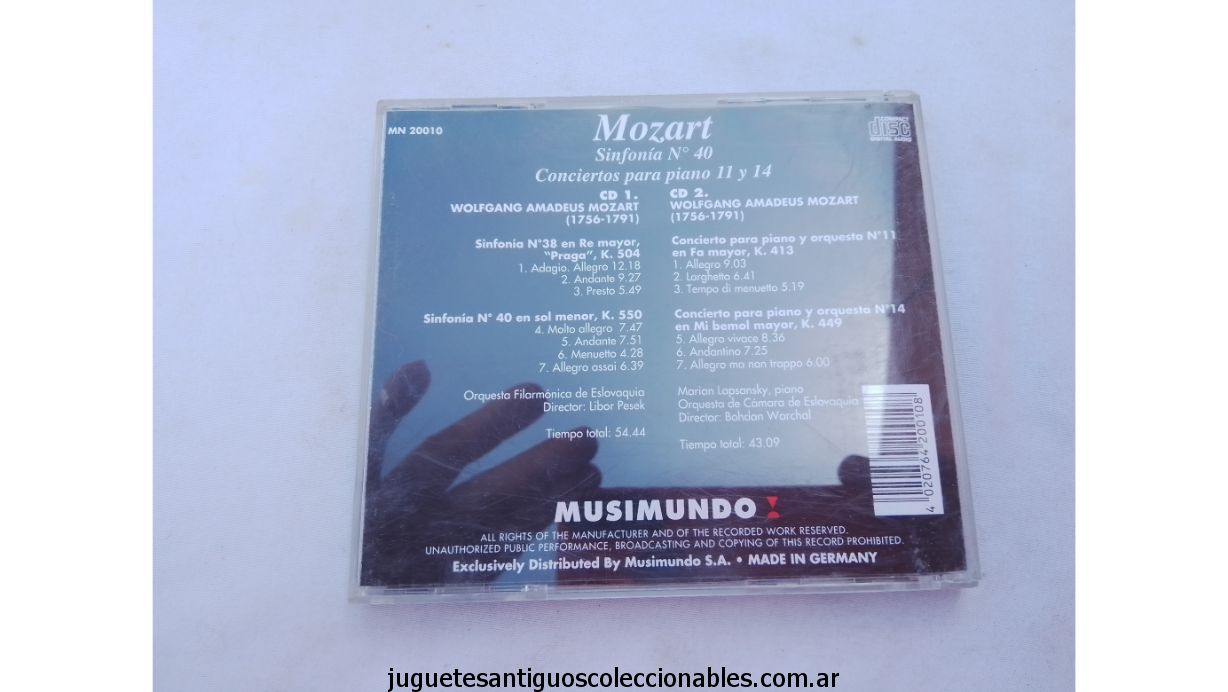 MN 20010
COMPACT
disc
DIGITAL AUDIO
Mozart
Sinfonía N° 40
Conciertos para piano 11 y 14
CD 1.
WOLFGANG AMADEUS MOZART
(1756-1791)
Sinfonía N°38 en Re mayor,
"Praga", K. 504
1. Adagio. Allegro 12.18
2. Andante 9.27
3. Presto 5.49
Sinfonía N° 40 en sol menor, K. 550
4. Molto allegro 7.47
5. Andante 7.51
6. Menuetto 4.28
7. Allegro assai 6.39
Orquesta Filarmónica de Eslovaquia
Director: Libor Pesek
Tiempo total: 54.44
CD 2.
WOLFGANG AMADEUS MOZART
(1756-1791)
Concierto para piano y orquesta N°11
en Fa mayor, K. 413
1. Allegro 9.03
2. Larghetto 6.41
3. Tempo di menuetto 5.19
Concierto para piano y orquesta N°14
en Mi bemol mayor, K. 449
5. Allegro vivace 8.36
6. Andantino 7.25
7. Allegro ma non troppo 6.00
Marian Lapsansky, piano
Orquesta de Cámara de Eslovaquia
Director: Bohdan Warchal
Tiempo total: 43.09
4 020764 200108
MUSIMUNDO
ALL RIGHTS OF THE MANUFACTURER AND OF THE RECORDED WORK RESERVED.
UNAUTHORIZED PUBLIC PERFORMANCE, BROADCASTING AND COPYING OF THIS RECORD PROHIBITED.
Exclusively Distributed By Musimundo S.A. • MADE IN GERMANY
juguetesantiguoscoleccionables.com.ar